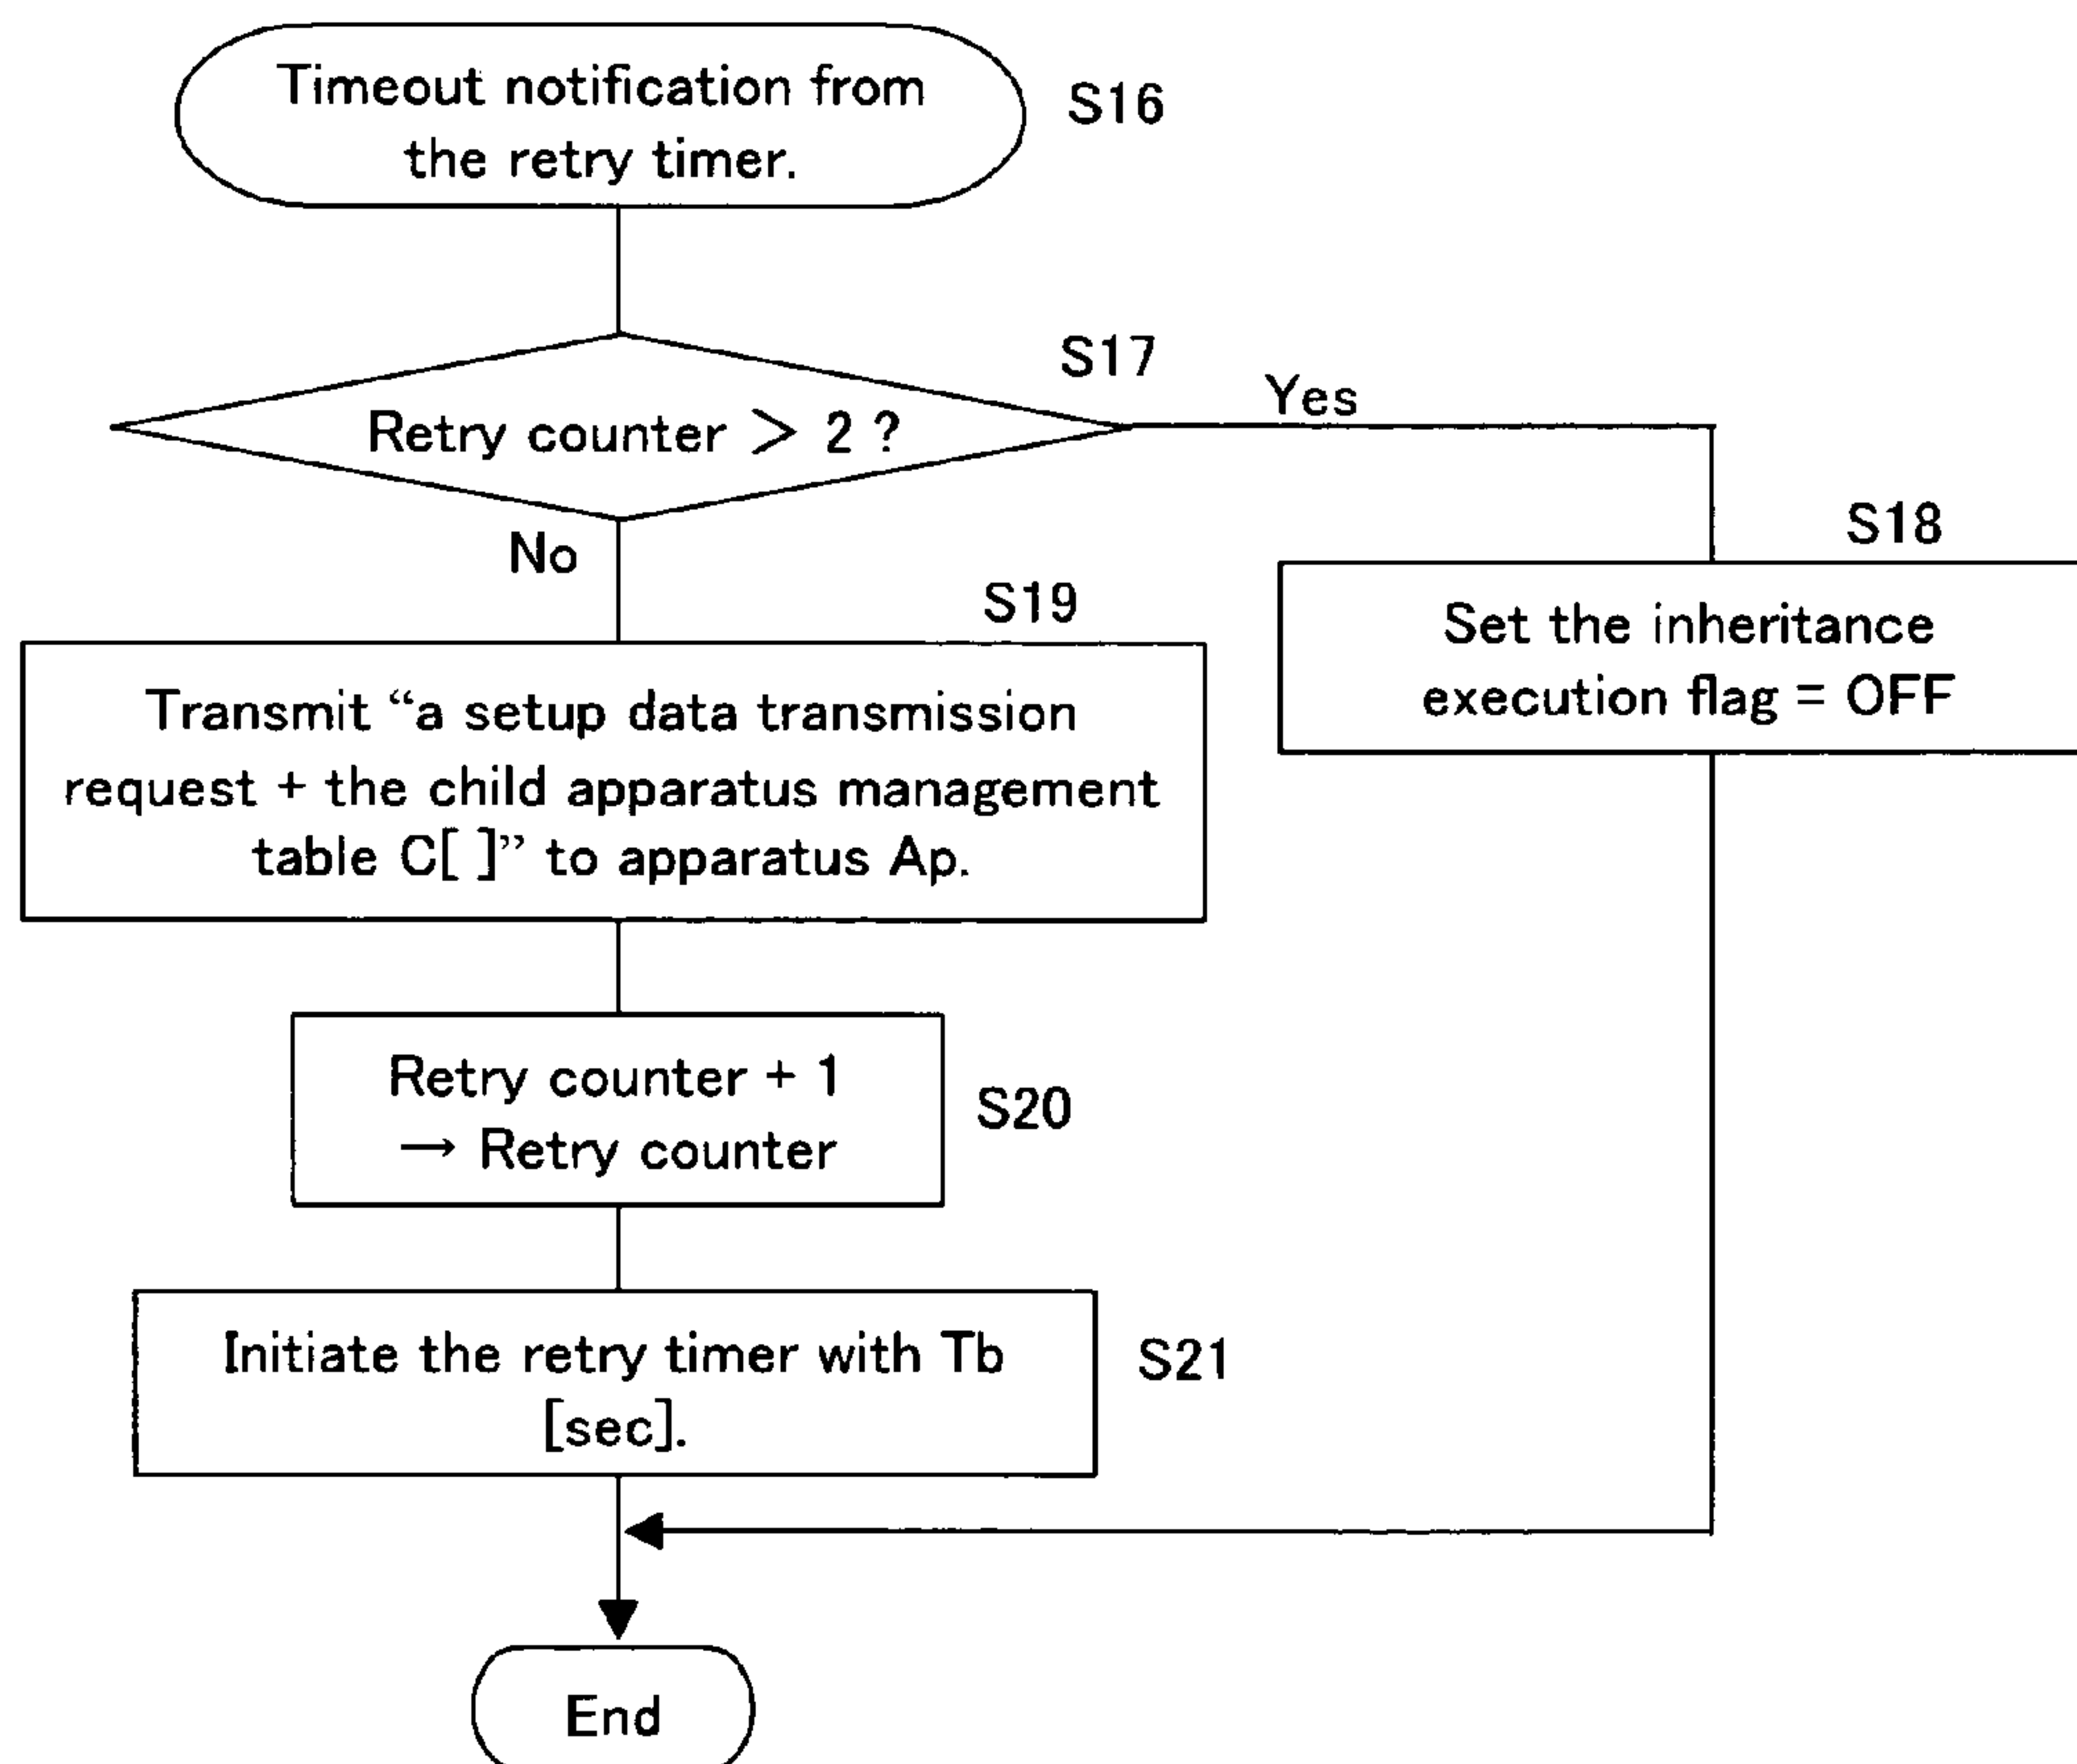 Timeout notification from
the retry timer.
S16
S17
Retry counter > 2 ?
Yes
No
S18
Set the inheritance
execution flag = OFF
S19
Transmit “a setup data transmission
request + the child apparatus management
table C[ ]” to apparatus Ap.
Retry counter + 1
→ Retry counter
S20
Initiate the retry timer with Tb
[sec].
S21
End